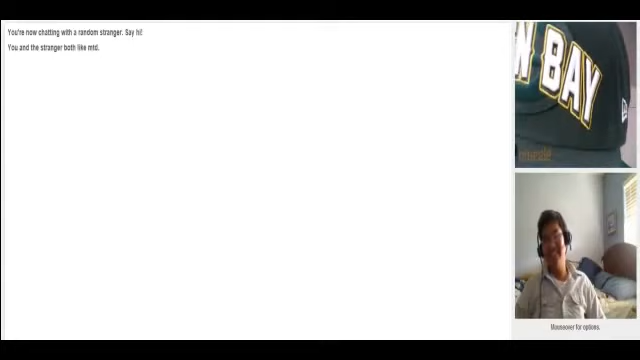 You're now chatting with a random stranger. Say hi!
You and the stranger both like mtd.
N BAY
Mouseover for options.